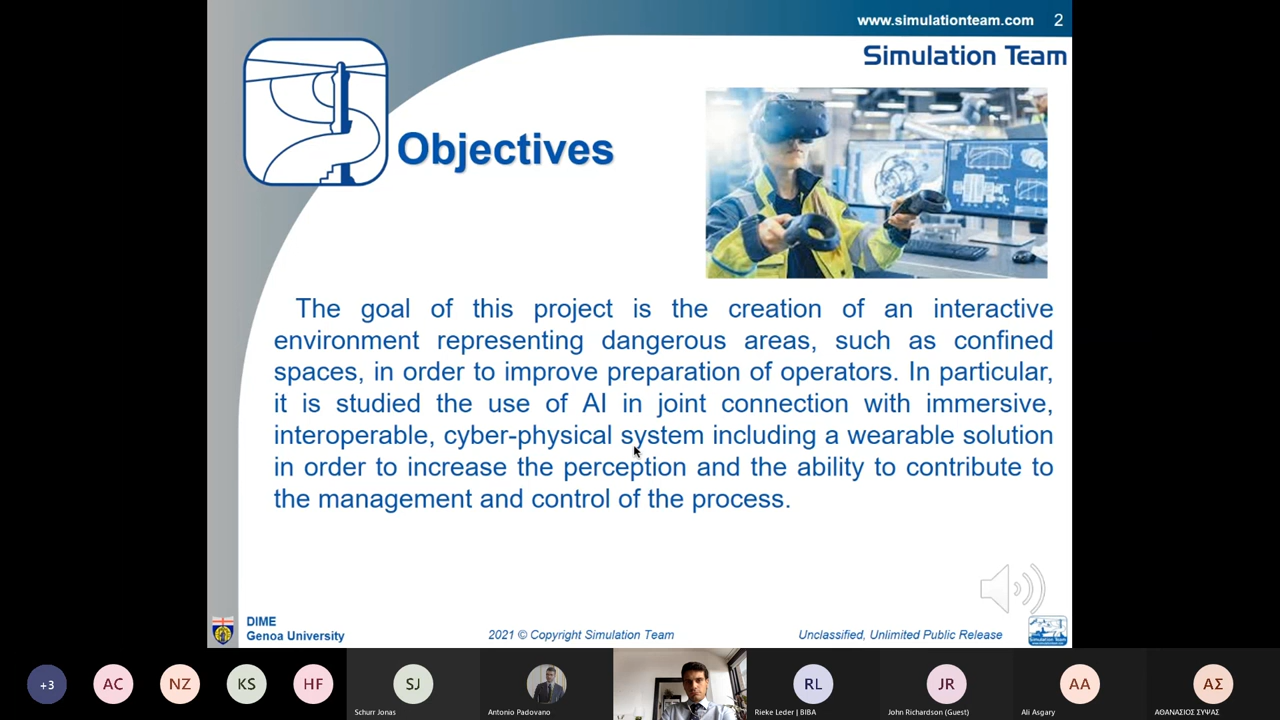 www.simulationteam.com 2
Simulation Team
Objectives
The goal of this project is the creation of an interactive
environment representing dangerous areas, such as confined
spaces, in order to improve preparation of operators. In particular,
it is studied the use of AI in joint connection with immersive,
interoperable, cyber-physical system including a wearable solution
in order to increase the perception and the ability to contribute to
the management and control of the process.
DIME
Genoa University
2021 © Copyright Simulation Team
Unclassified, Unlimited Public Release
Simulation Team
+3
AC
NZ
KS
HF
SJ
RL
JR
AA
ΑΣ
Schurr Jonas
Antonio Padovano
Rieke Leder | BIBA
John Richardson (Guest)
Ali Asgary
ΑΘΑΝΑΣΙΟΣ ΣΥΨΑΣ